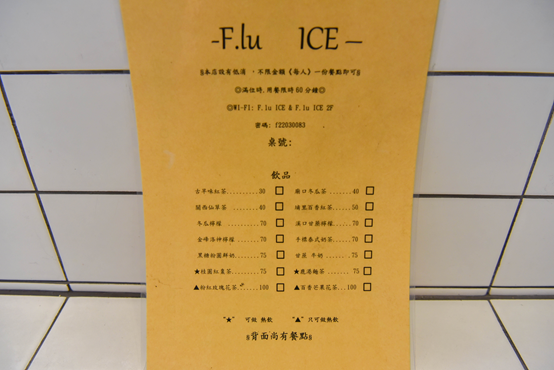 -F.lu ICE—
§本店設有低消，不限金額《每人》一份餐點即可§
◎滿位時,用餐限時60分鐘◎
◎WI-FI: F.lu ICE & F.lu ICE 2F
密碼: f22030083
桌號:
飲品
古早味紅茶.........30 □ 廟口冬瓜茶.......40 □
關西仙草茶.........40 □ 埔里百香紅茶......50 □
冬瓜檸檬.........70 □ 溪口甘蔗檸檬......70 □
金峰洛神檸檬.......70 □ 手標泰式奶茶......70 □
黑糖粉圓鮮奶.......75 □ 甘蔗牛奶.......75 □
★桂圓紅棗茶........75 □ ★鹿港麵茶.......75 □
▲粉紅玫瑰花茶......100 □ ▲百香芒果花茶...100 □
"★" 可做 熱飲 "▲" 只可做熱飲
§背面尚有餐點§